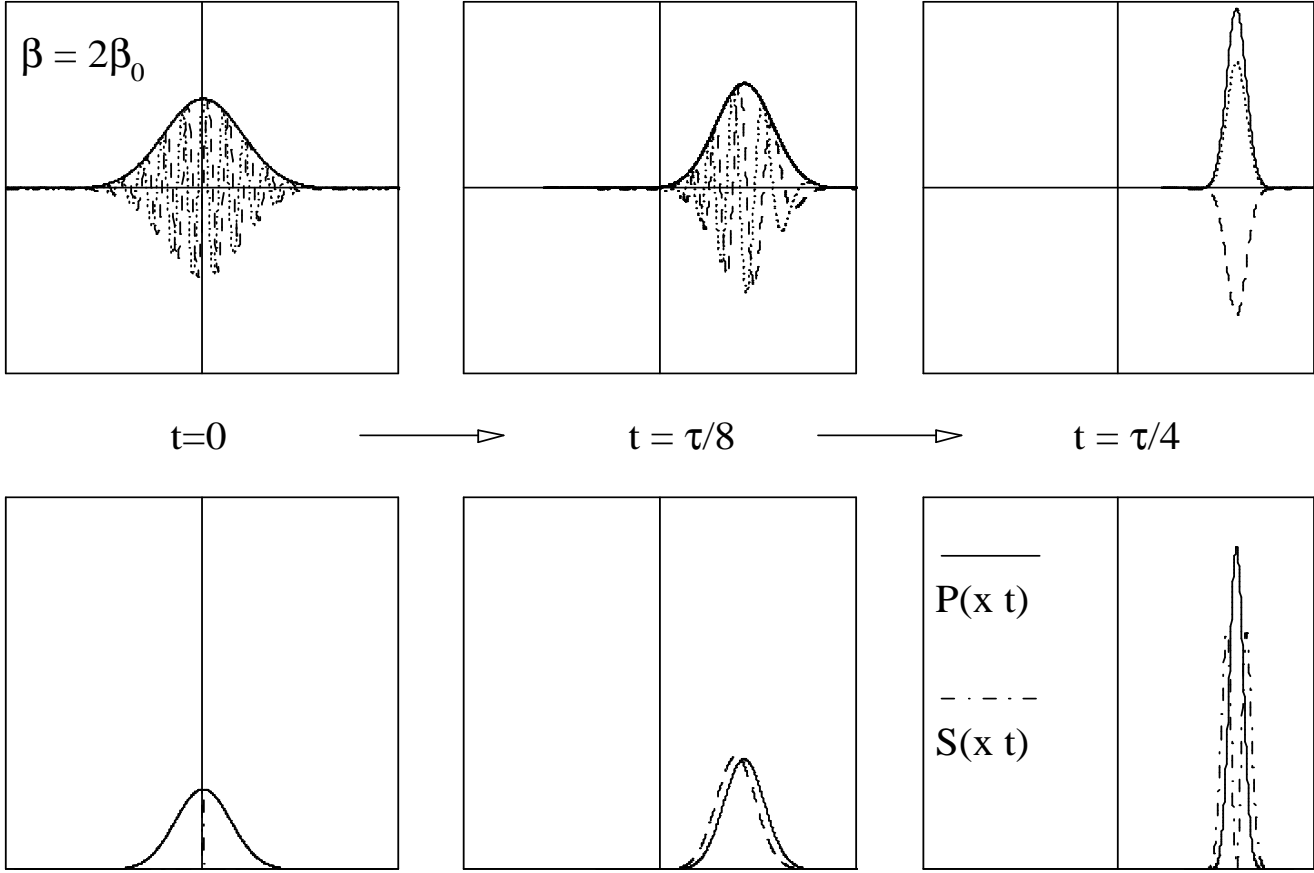 β = 2β₀
t=0
t = τ/8
t = τ/4
P(x t)
S(x t)